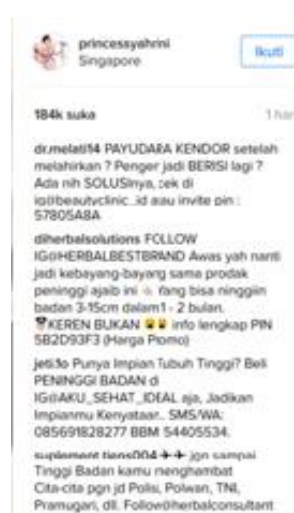 princessyahrini
Singapore
Ikuti
184k suka
1 hari
dr.melati14 PAYUDARA KENDOR setelah
melahirkan ? Penger jadi BERISI lagi ?
Ada nih SOLUSInya, cek di
ig@beautyclinic_id atau invite pin :
57805A8A
diherbalsolutions FOLLOW
IG@HERBALBESTBRAND Awas yah nanti
jadi kebayang-bayang sama prodak
peninggi ajaib ini Yang bisa ninggiin
badan 3-15cm dalam1 - 2 bulan.
KEREN BUKAN info lengkap PIN
5B2D93F3 (Harga Promo)
jeti.fo Punya Impian Tubuh Tinggi? Beli
PENINGGI BADAN di
IG@AKU_SEHAT_IDEAL aja, Jadikan
Impianmu Kenyataan.. SMS/WA:
085691828277 BBM 54405534.
suplement.tiens004 jgn sampai
Tinggi Badan kamu menghambat
Cita-cita pgn jd Polisi, Polwan, TNI,
Pramugari, dll. Follow@herbalconsultant